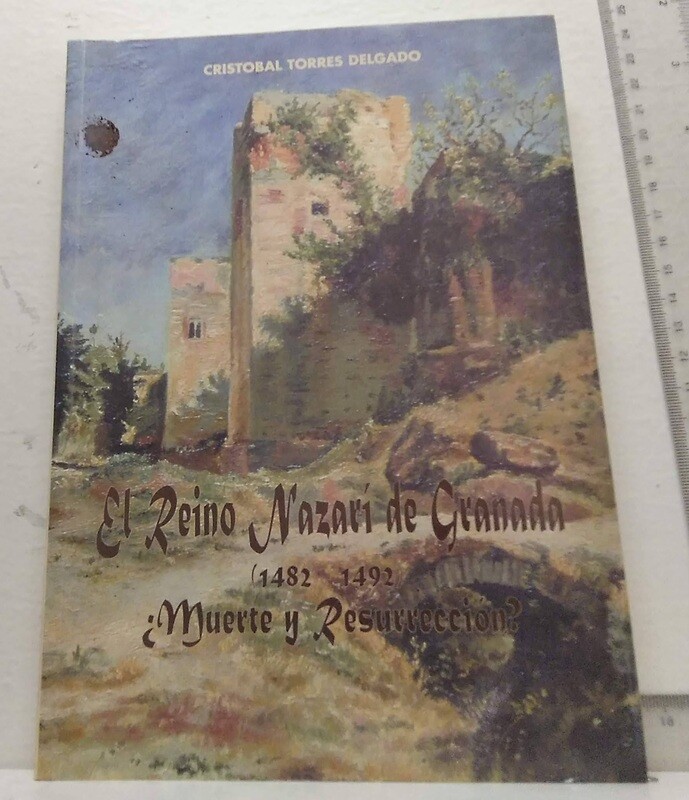 CRISTOBAL TORRES DELGADO
El Reino Nazarí de Granada
(1482 1492
¿Muerte y Resurrección?